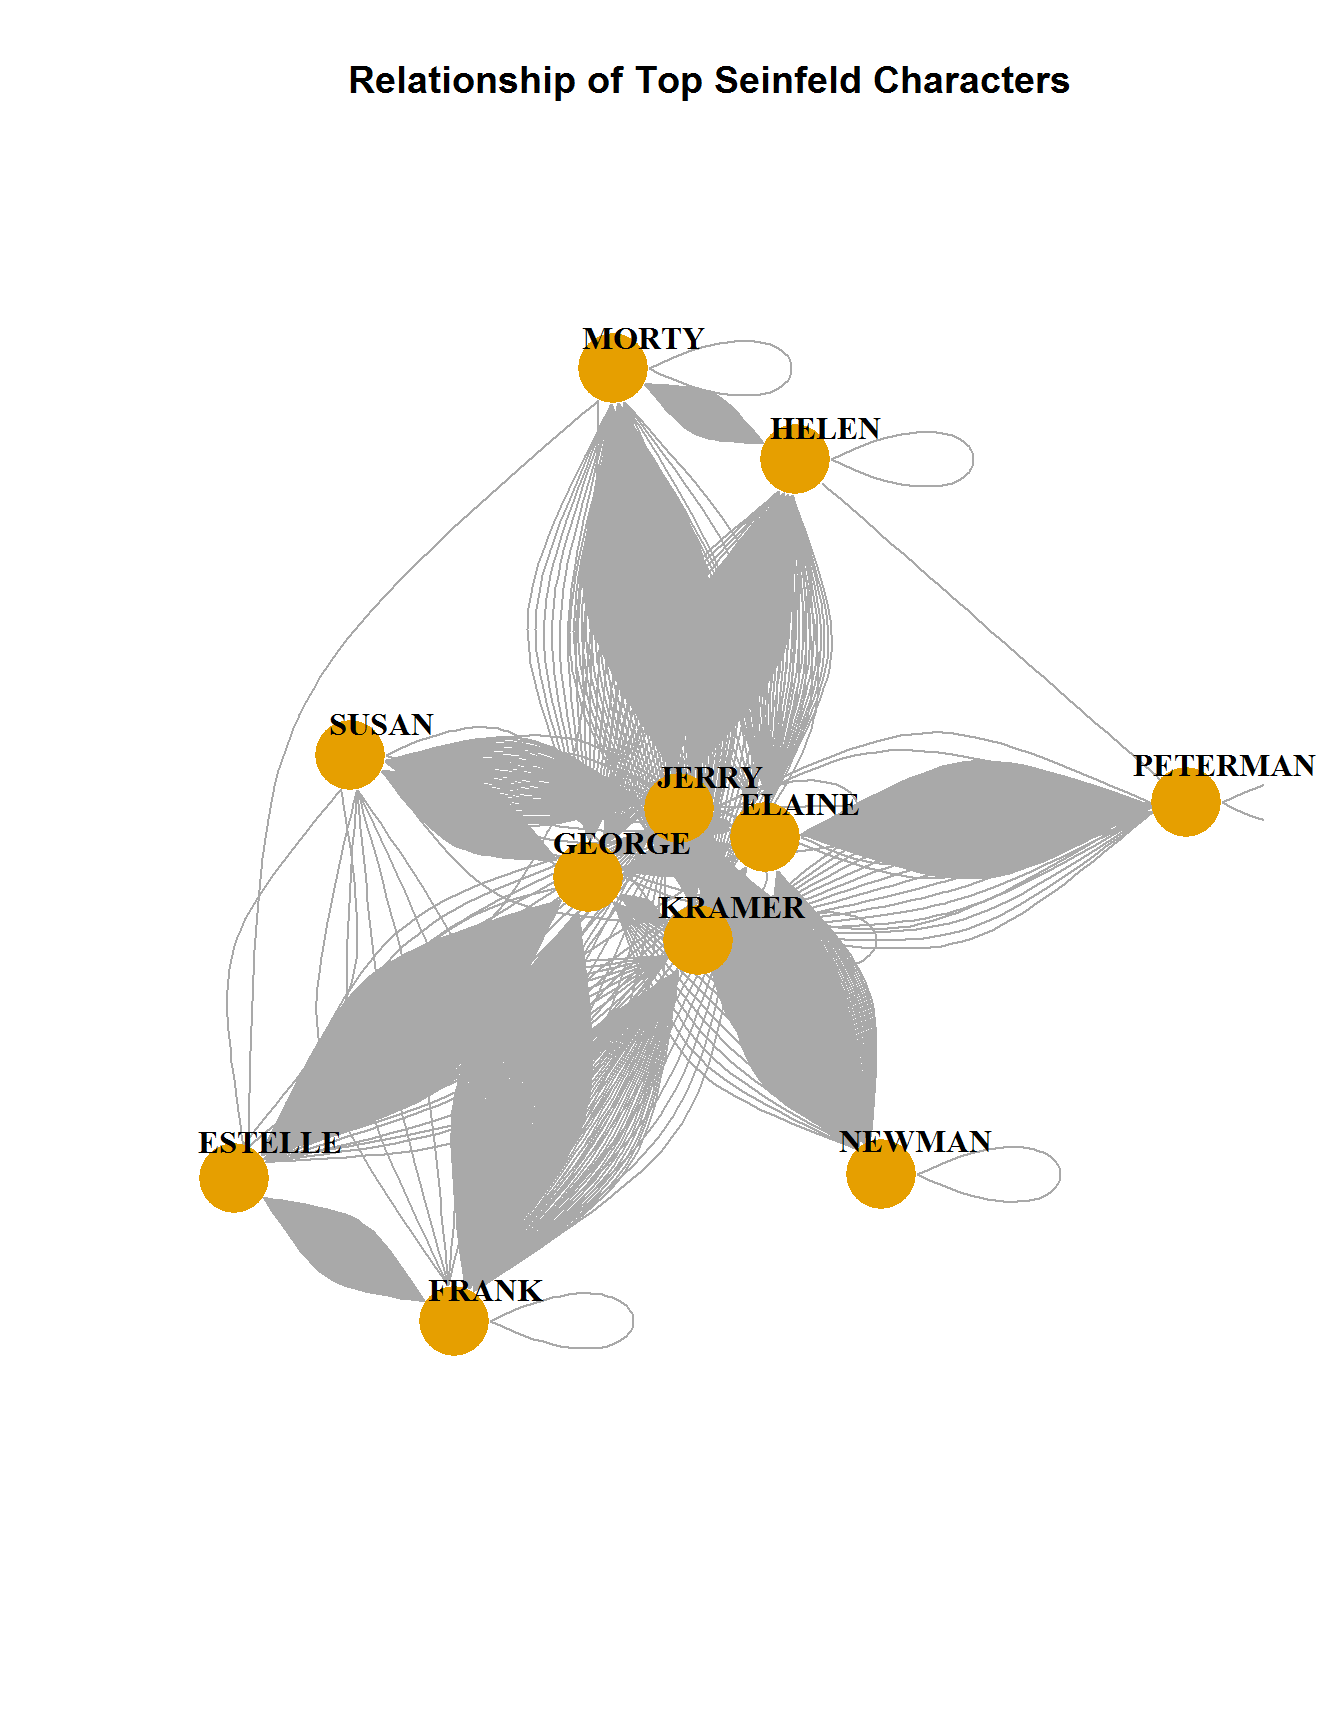 Relationship of Top Seinfeld Characters
MORTY
HELEN
SUSAN
PETERMAN
JERRY
ELAINE
GEORGE
KRAMER
ESTELLE
NEWMAN
FRANK